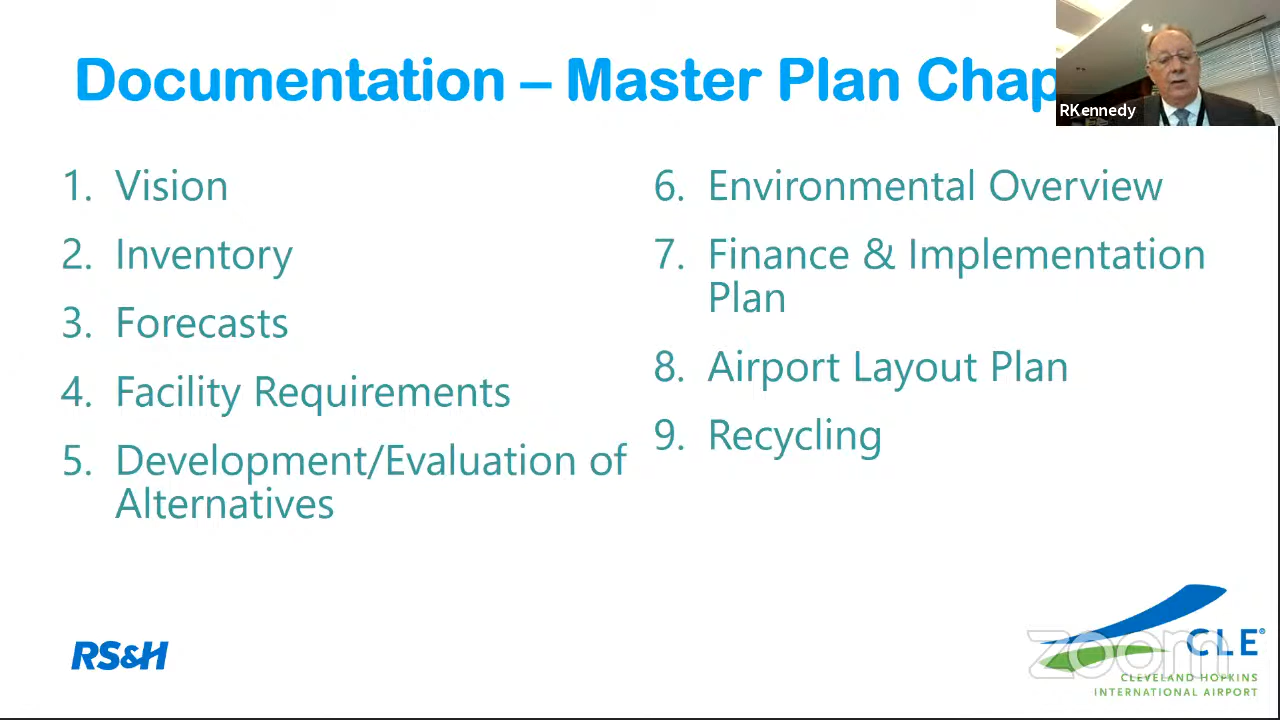 Documentation – Master Plan Chap
RKennedy
1. Vision
2. Inventory
3. Forecasts
4. Facility Requirements
5. Development/Evaluation of
Alternatives
6. Environmental Overview
7. Finance & Implementation
Plan
8. Airport Layout Plan
9. Recycling
RS&H
zoom
CLE®
CLEVELAND HOPKINS
INTERNATIONAL AIRPORT